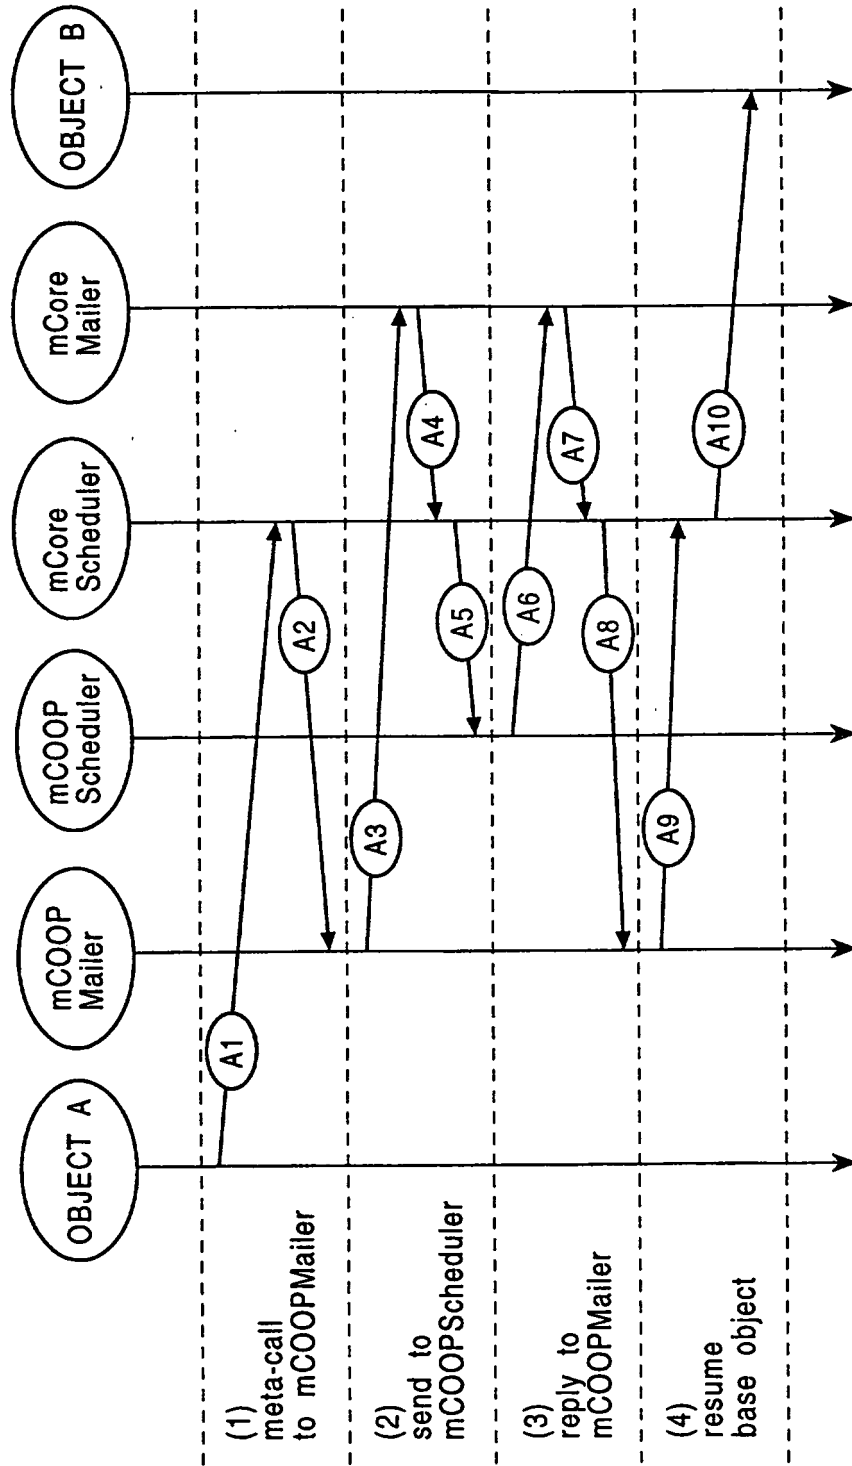 OBJECT A
mCOOP
Mailer
mCOOP
Scheduler
mCore
Scheduler
mCore
Mailer
OBJECT B
(1)
meta-call
to mCOOPMailer
A1
A2
(2)
send to
mCOOPScheduler
A3
A4
A5
(3)
reply to
mCOOPMailer
A6
A7
A8
(4)
resume
base object
A9
A10